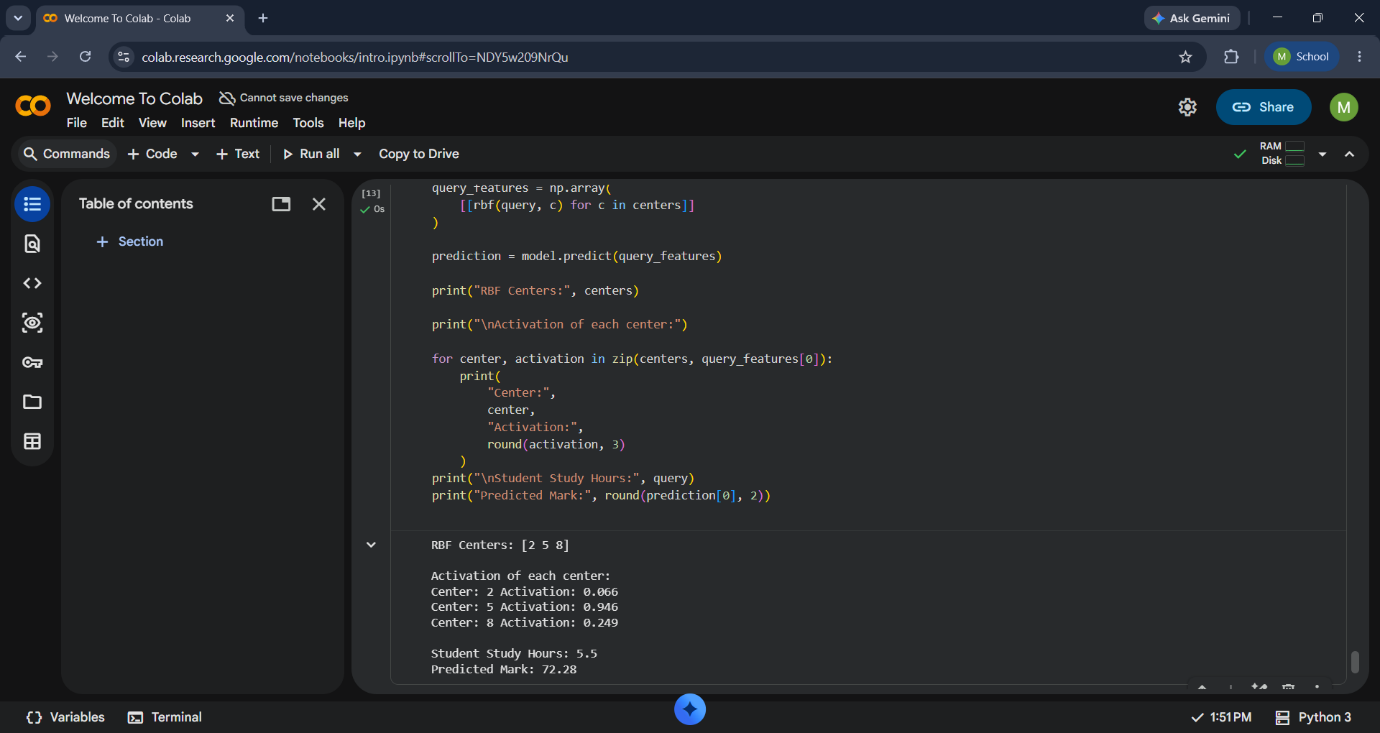 Welcome To Colab - Colab
Ask Gemini
colab.research.google.com/notebooks/intro.ipynb#scrollTo=NDY5w209NrQu
M School
Welcome To Colab
Cannot save changes
File Edit View Insert Runtime Tools Help
Share
M
Commands + Code + Text Run all Copy to Drive
RAM
Disk
Table of contents
+ Section
[13]
0s
query_features = np.array(
[[rbf(query, c) for c in centers]]
)
prediction = model.predict(query_features)
print("RBF Centers:", centers)
print("\nActivation of each center:")
for center, activation in zip(centers, query_features[0]):
print(
"Center:",
center,
"Activation:",
round(activation, 3)
)
print("\nStudent Study Hours:", query)
print("Predicted Mark:", round(prediction[0], 2))
RBF Centers: [2 5 8]
Activation of each center:
Center: 2 Activation: 0.066
Center: 5 Activation: 0.946
Center: 8 Activation: 0.249
Student Study Hours: 5.5
Predicted Mark: 72.28
{} Variables Terminal
1:51 PM Python 3